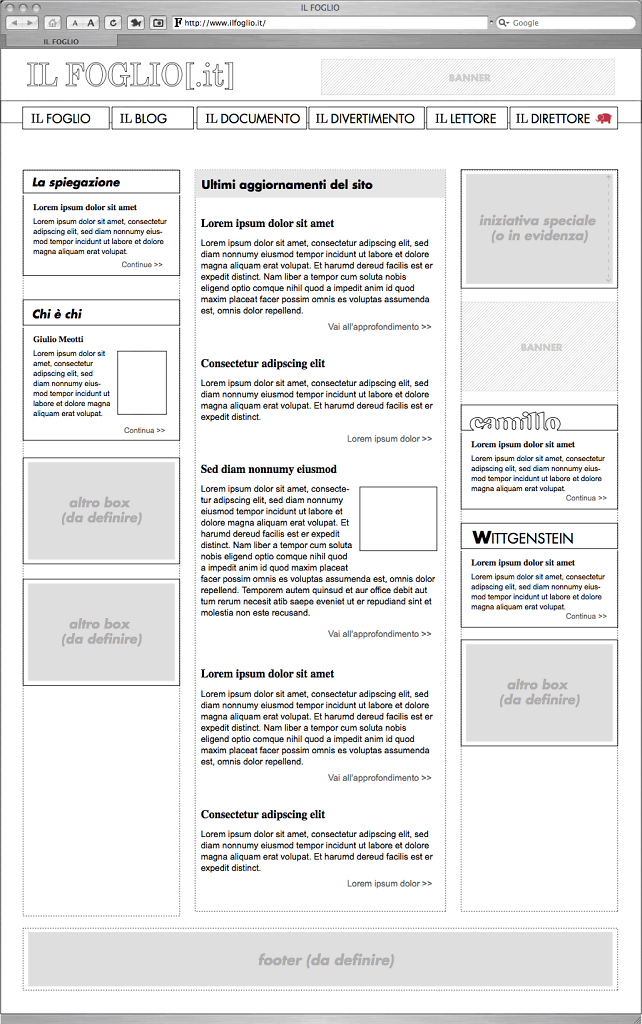 IL FOGLIO
A A
F http://www.ilfoglio.it/
Google
IL FOGLIO
IL FOGLIO[.it]
BANNER
IL FOGLIO
IL BLOG
IL DOCUMENTO
IL DIVERTIMENTO
IL LETTORE
IL DIRETTORE
La spiegazione
Lorem ipsum dolor sit amet
Lorem ipsum dolor sit amet, consectetur
adipscing elit, sed diam nonnumy eius-
mod tempor incidunt ut labore et dolore
magna aliquam erat volupat.
Continue >>
Chi è chi
Giulio Meotti
Lorem ipsum dolor sit
amet, consectetur
adipscing elit, sed
diam nonnumy eius-
mod tempor incidunt ut
labore et dolore magna
aliquam erat volupat.
Continua >>
altro box
(da definire)
altro box
(da definire)
Ultimi aggiornamenti del sito
Lorem ipsum dolor sit amet
Lorem ipsum dolor sit amet, consectetur adipscing elit, sed
diam nonnumy eiusmod tempor incidunt ut labore et dolore
magna aliquam erat volupat. Et harumd dereud facilis est er
expedit distinct. Nam liber a tempor cum soluta nobis
eligend optio comque nihil quod a impedit anim id quod
maxim placeat facer possim omnis es voluptas assumenda
est, omnis dolor repellend.
Vai all'approfondimento >>
Consectetur adipscing elit
Lorem ipsum dolor sit amet, consectetur adipscing elit, sed
diam nonnumy eiusmod tempor incidunt ut labore et dolore
magna aliquam erat volupat. Et harumd dereud facilis est er
expedit distinct.
Lorem ipsum dolor >>
Sed diam nonnumy eiusmod
Lorem ipsum dolor sit amet, consecte-
tur adipscing elit, sed diam nonnumy
eiusmod tempor incidunt ut labore et
dolore magna aliquam erat volupat. Et
harumd dereud facilis est er expedit
distinct. Nam liber a tempor cum soluta
nobis eligend optio comque nihil quod
a impedit anim id quod maxim placeat
facer possim omnis es voluptas assumenda est, omnis dolor
repellend. Temporem autem quinsud et aur office debit aut
tum rerum necesit atib saepe eveniet ut er repudiand sint et
molestia non este recusand.
Vai all'approfondimento >>
Lorem ipsum dolor sit amet
Lorem ipsum dolor sit amet, consectetur adipscing elit, sed
diam nonnumy eiusmod tempor incidunt ut labore et dolore
magna aliquam erat volupat. Et harumd dereud facilis est er
expedit distinct. Nam liber a tempor cum soluta nobis
eligend optio comque nihil quod a impedit anim id quod
maxim placeat facer possim omnis es voluptas assumenda
est, omnis dolor repellend.
Vai all'approfondimento >>
Consectetur adipscing elit
Lorem ipsum dolor sit amet, consectetur adipscing elit, sed
diam nonnumy eiusmod tempor incidunt ut labore et dolore
magna aliquam erat volupat. Et harumd dereud facilis est er
expedit distinct.
Lorem ipsum dolor >>
iniziativa speciale
(o in evidenza)
BANNER
camillo
Lorem ipsum dolor sit amet
Lorem ipsum dolor sit amet, consectetur
adipscing elit, sed diam nonnumy eius-
mod tempor incidunt ut labore et dolore
magna aliquam erat volupat.
Continua >>
WITTGENSTEIN
Lorem ipsum dolor sit amet
Lorem ipsum dolor sit amet, consectetur
adipscing elit, sed diam nonnumy eius-
mod tempor incidunt ut labore et dolore
magna aliquam erat volupat.
Continua >>
altro box
(da definire)
footer (da definire)